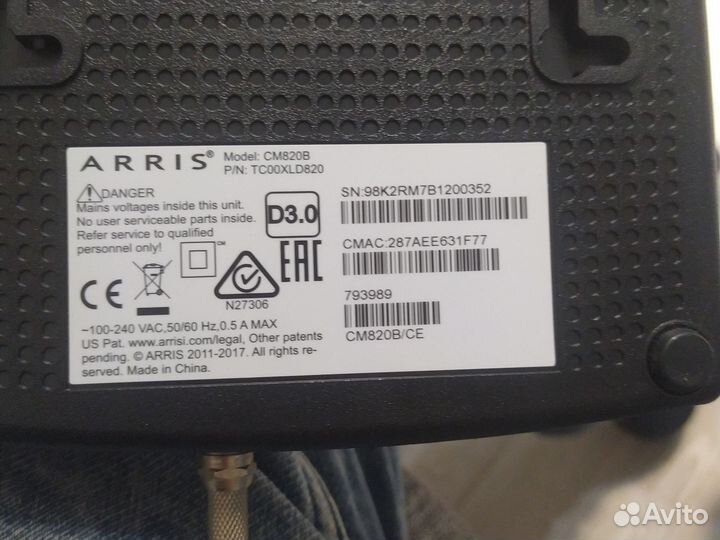 ARRIS® Model: CM820B
P/N: TC00XLD820
DANGER
Mains voltages inside this unit.
No user serviceable parts inside.
Refer service to qualified
personnel only!
D3.0
SN:98K2RM7B1200352
CMAC:287AEE631F77
TM
CE
N27306
EAC
793989
CM820B/CE
~100-240 VAC,50/60 Hz,0.5 A MAX
US Pat. www.arrisi.com/legal, Other patents
pending. © ARRIS 2011-2017. All rights re-
served.
Made in China.
Avito